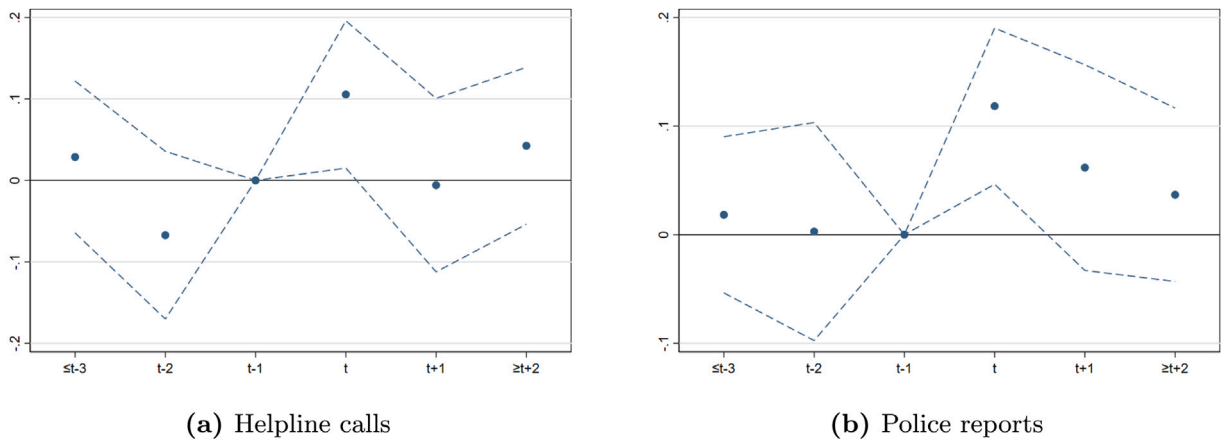 .2
.1
0
-.1
-.2
≤t-3 t-2 t-1 t t+1 ≥t+2
(a) Helpline calls
.2
.1
0
-.1
≤t-3 t-2 t-1 t t+1 ≥t+2
(b) Police reports